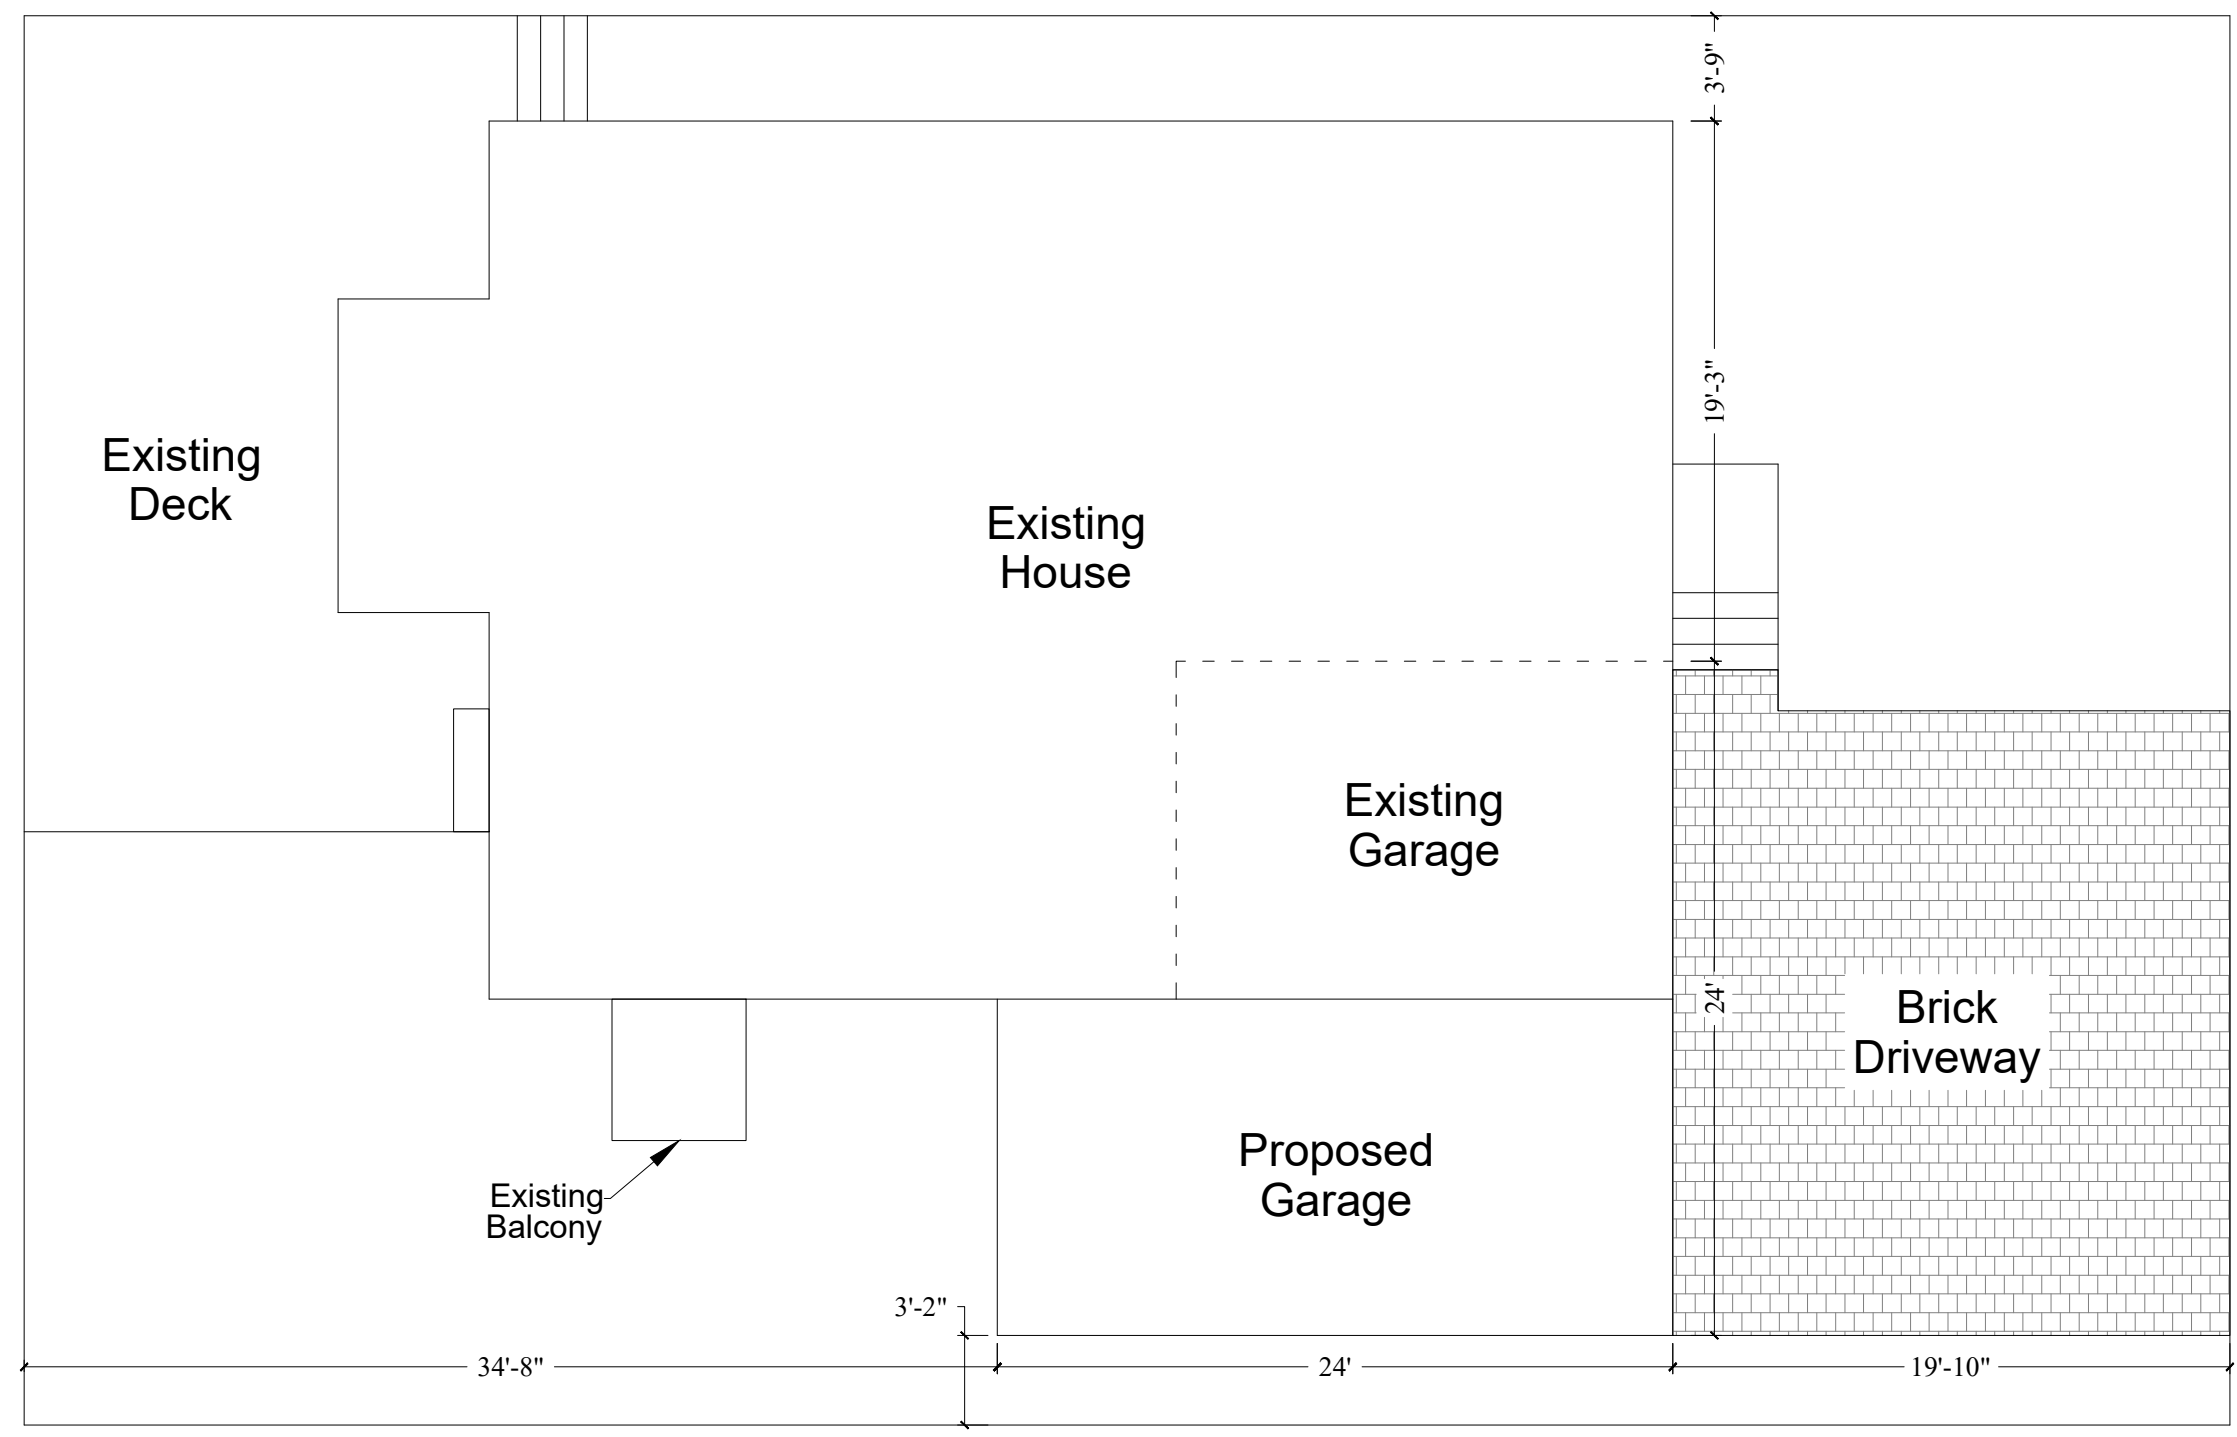 3'-9"
19'-3"
Existing
Deck
Existing
House
Existing
Garage
24'
Brick
Driveway
Proposed
Garage
Existing
Balcony
3'-2"
34'-8"
24'
19'-10"